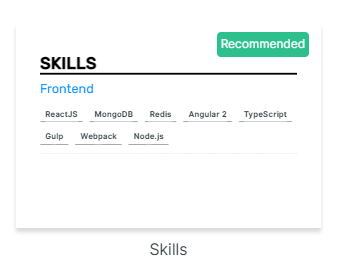 Recommended
SKILLS
Frontend
ReactJS MongoDB Redis Angular 2 TypeScript
Gulp Webpack Node.js
Skills